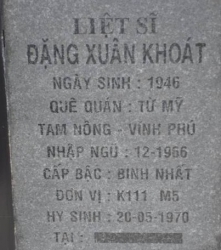 LIỆT SĨ
ĐẶNG XUÂN KHOÁT
NGÀY SINH : 1946
QUÊ QUÁN : TỨ MỸ
TAM NÔNG - VĨNH PHÚ
NHẬP NGŨ : 12-1966
CẤP BẬC : BINH NHẤT
ĐƠN VỊ : K111 M5
HY SINH : 20-05-1970
TẠI :